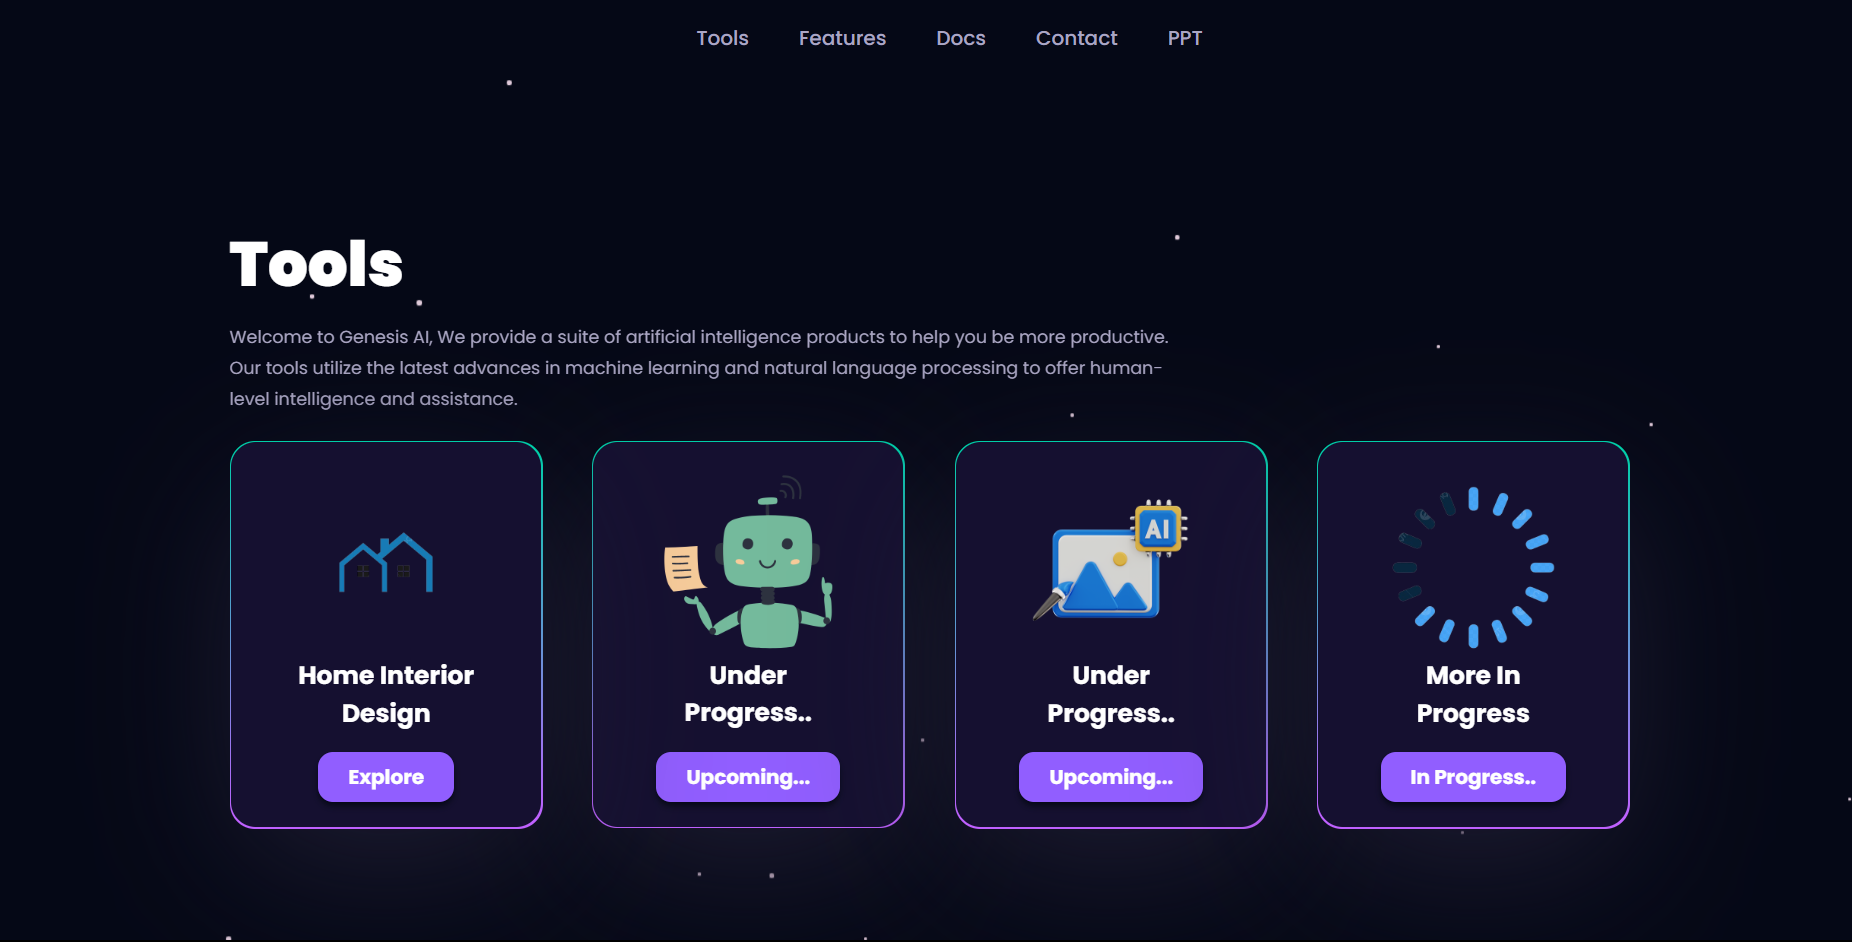 Tools Features Docs Contact PPT
Tools
Welcome to Genesis AI, We provide a suite of artificial intelligence products to help you be more productive.
Our tools utilize the latest advances in machine learning and natural language processing to offer human-
level intelligence and assistance.
AI
Home Interior
Design
Explore
Under
Progress..
Upcoming...
Under
Progress..
Upcoming...
More In
Progress
In Progress..